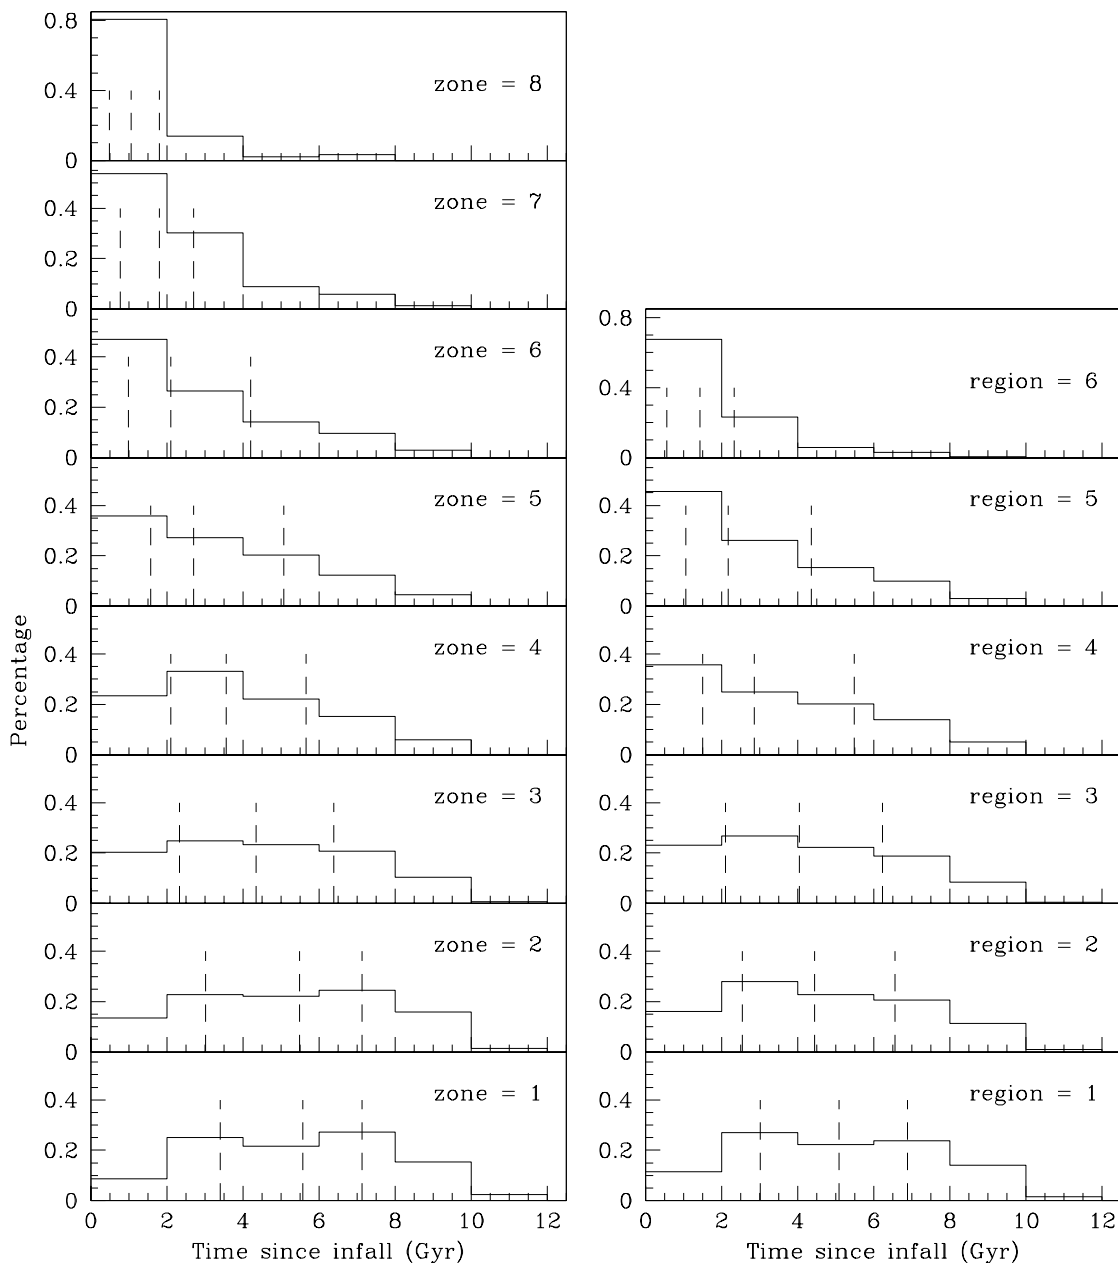 0.8
0.4
0
zone = 8
0.4
0.2
0
zone = 7
0.4
0.2
0
zone = 6
0.8
0.4
0
region = 6
0.4
0.2
0
zone = 5
0.4
0.2
0
region = 5
0.4
0.2
0
zone = 4
0.4
0.2
0
region = 4
Percentage
0.4
0.2
0
zone = 3
0.4
0.2
0
region = 3
0.4
0.2
0
zone = 2
0.4
0.2
0
region = 2
0.4
0.2
0
zone = 1
0.4
0.2
0
region = 1
0 2 4 6 8 10 12
0 2 4 6 8 10 12
Time since infall (Gyr)
Time since infall (Gyr)